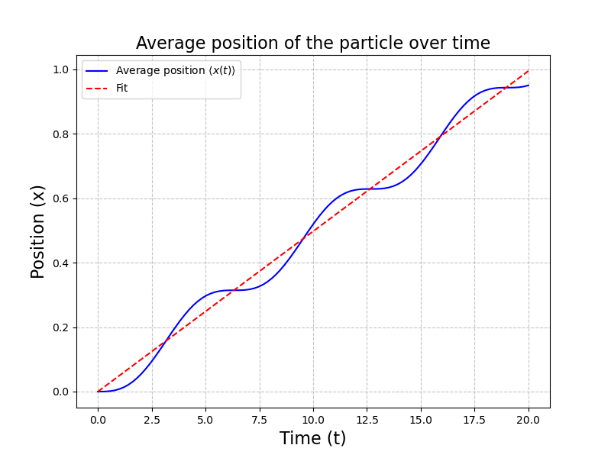 Average position of the particle over time
Average position ⟨x(t)⟩
Fit
Position (x)
1.0
0.8
0.6
0.4
0.2
0.0
0.0 2.5 5.0 7.5 10.0 12.5 15.0 17.5 20.0
Time (t)